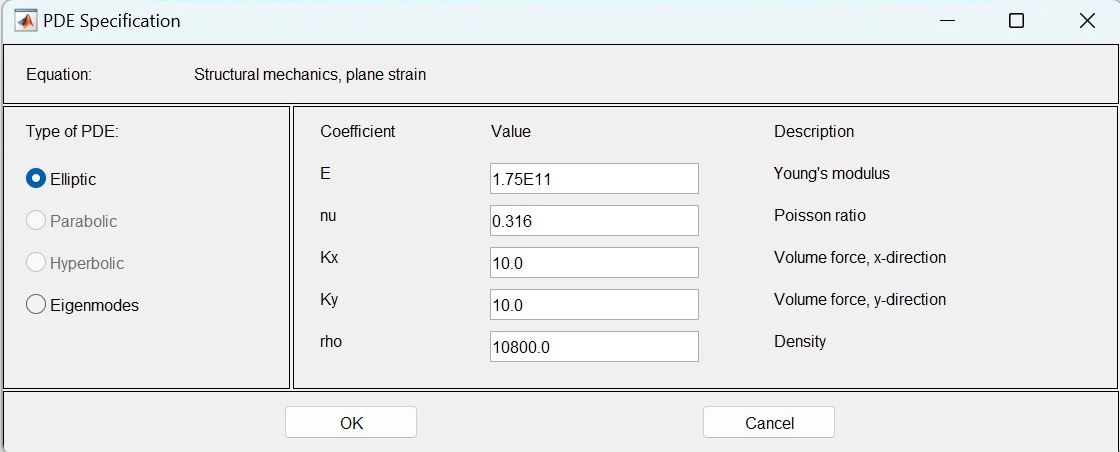 PDE Specification
Equation: Structural mechanics, plane strain
Type of PDE:
Elliptic
Parabolic
Hyperbolic
Eigenmodes
Coefficient Value Description
E 1.75E11 Young's modulus
nu 0.316 Poisson ratio
Kx 10.0 Volume force, x-direction
Ky 10.0 Volume force, y-direction
rho 10800.0 Density
OK Cancel